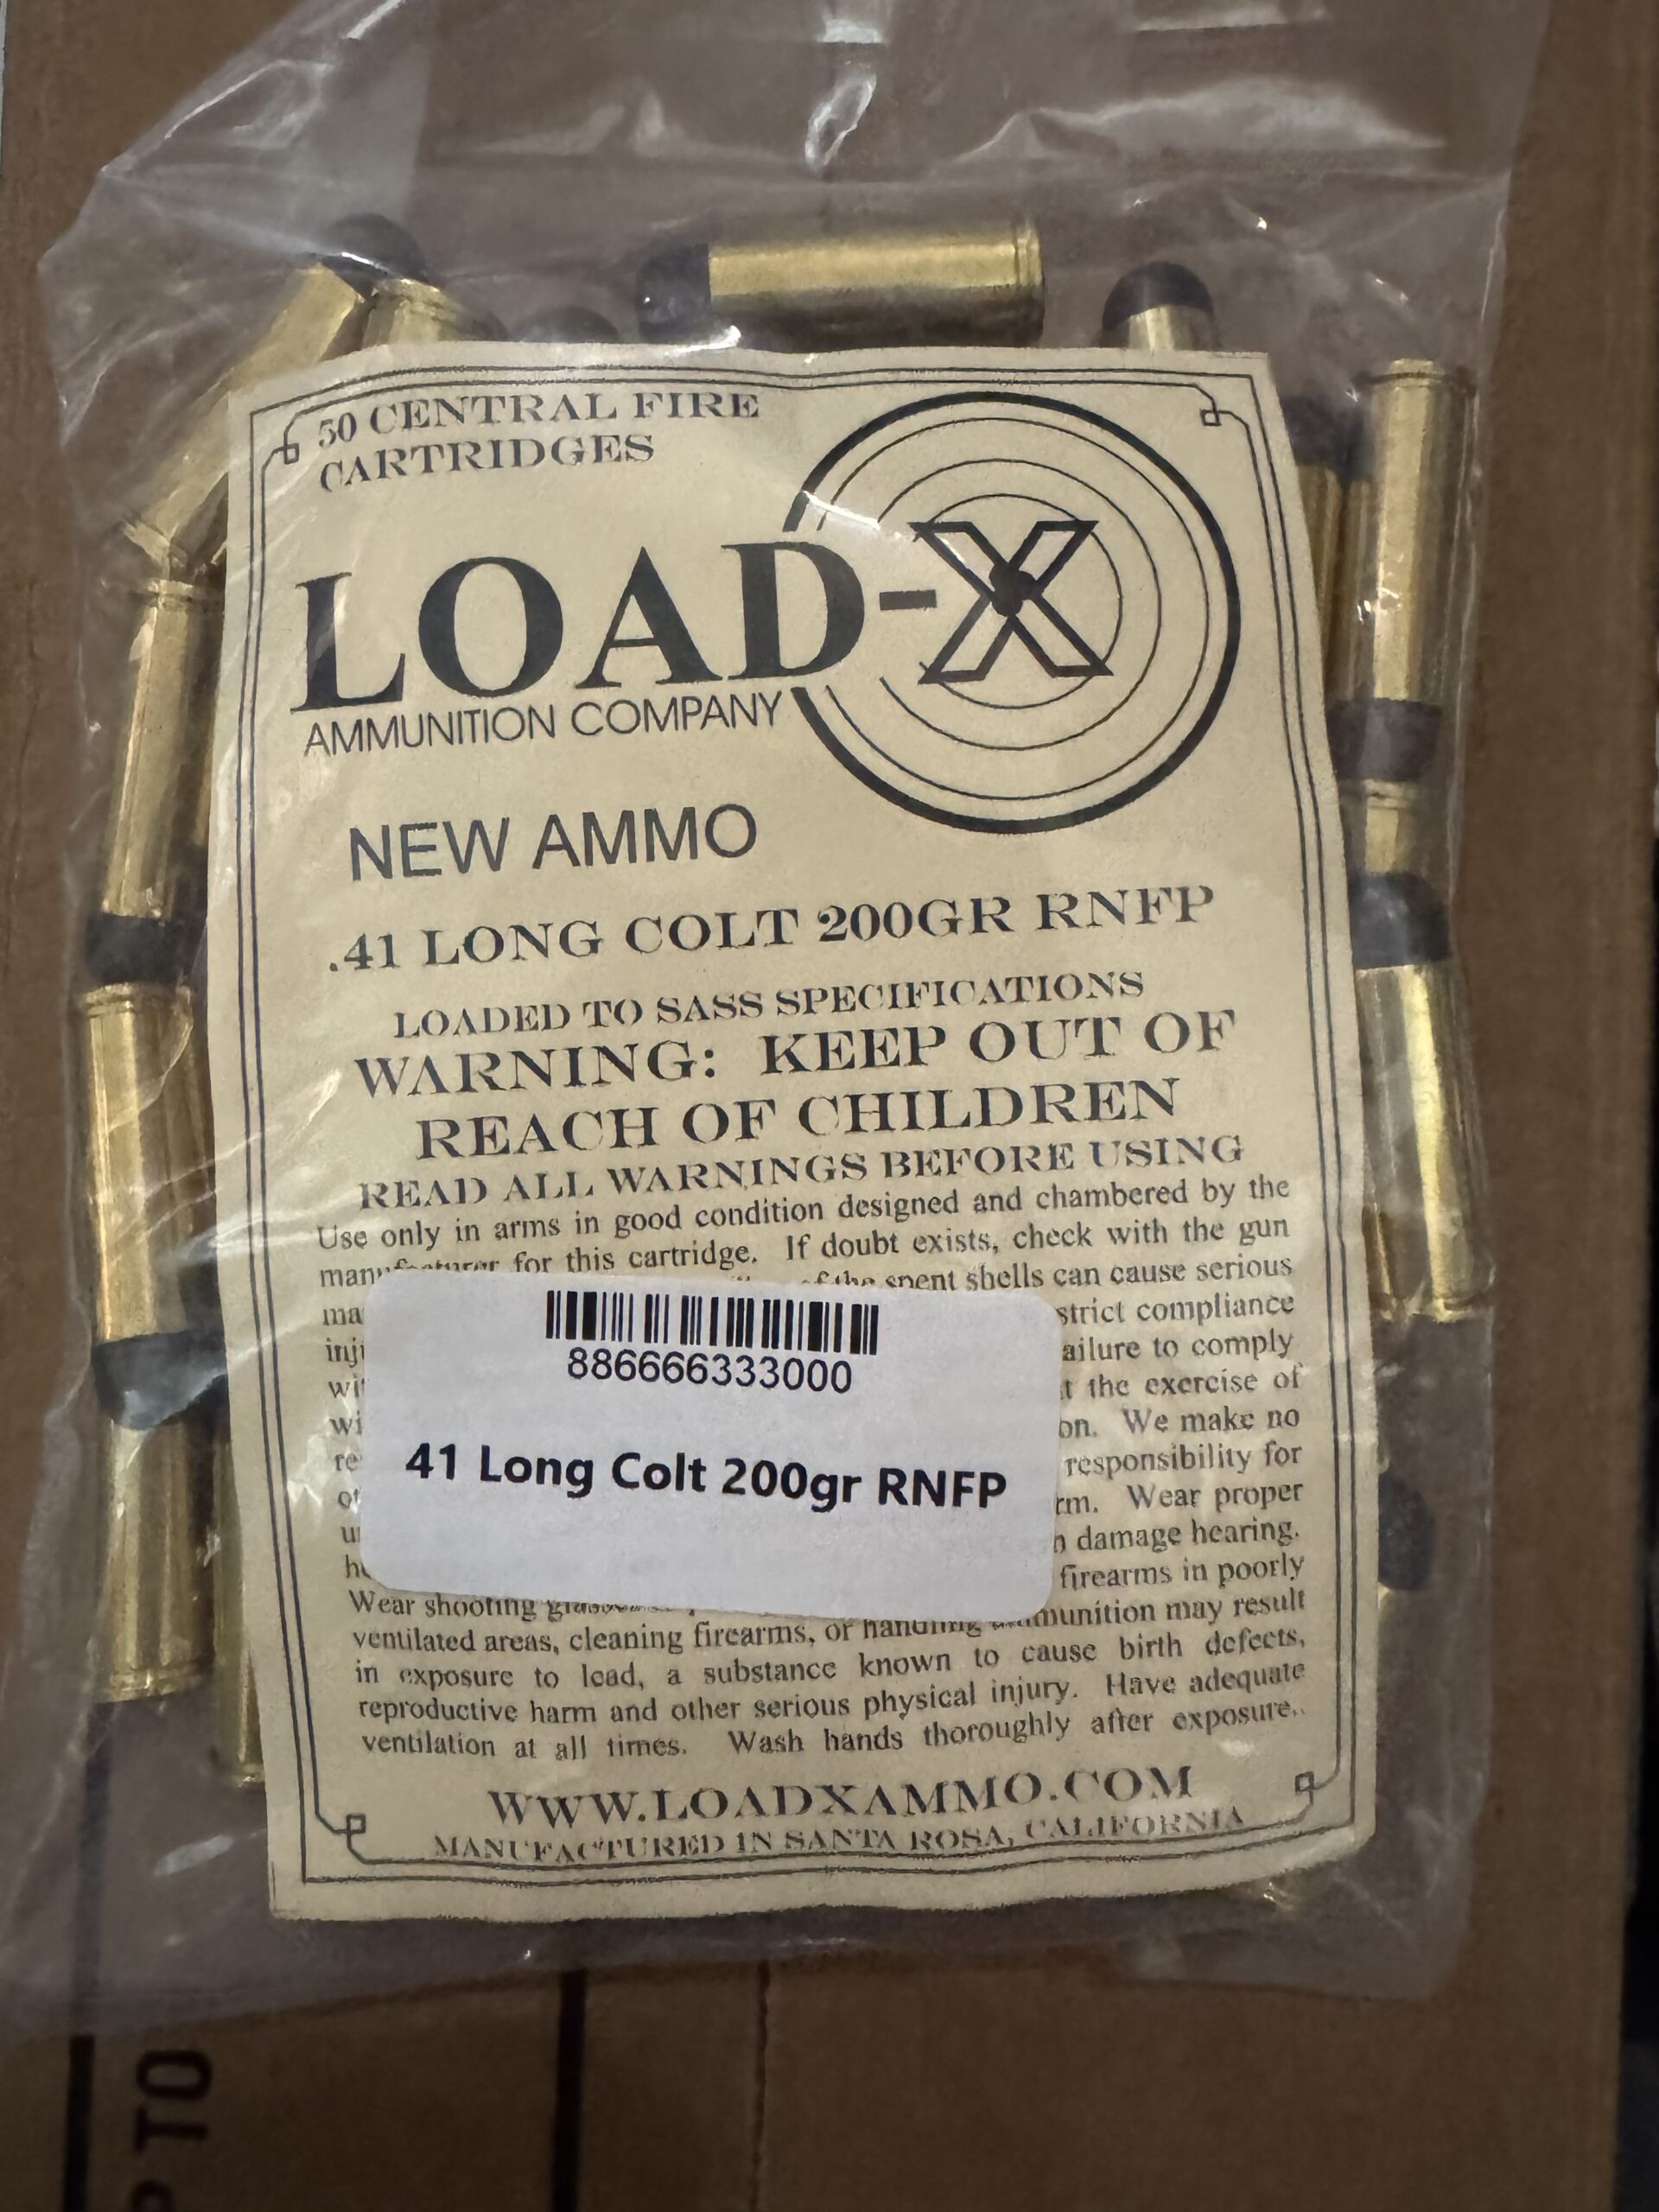 50 CENTRAL FIRE
CARTRIDGES
LOAD-X
AMMUNITION COMPANY
NEW AMMO
.41 LONG COLT 200GR RNFP
LOADED TO SASS SPECIFICATIONS
WARNING: KEEP OUT OF
REACH OF CHILDREN
READ ALL WARNINGS BEFORE USING
Use only in arms in good condition designed and chambered by the
for this cartridge. If doubt exists, check with the gun
spent shells can cause serious
strict compliance
to comply
the exercise of
We make no
responsibility for
Wear proper
damage hearing.
firearms in poorly
886666333000
41 Long Colt 200gr RNFP
Wear shooting
ventilated areas, cleaning firearms, or handling may result
in exposure to lead, a substance known to cause birth defects,
reproductive harm and other serious physical injury. Have adequate
ventilation at all times. Wash hands thoroughly after exposure..
WWW.LOADXAMMO.COM
MANUFACTURED IN SANTA ROSA, CALIFORNIA
TO